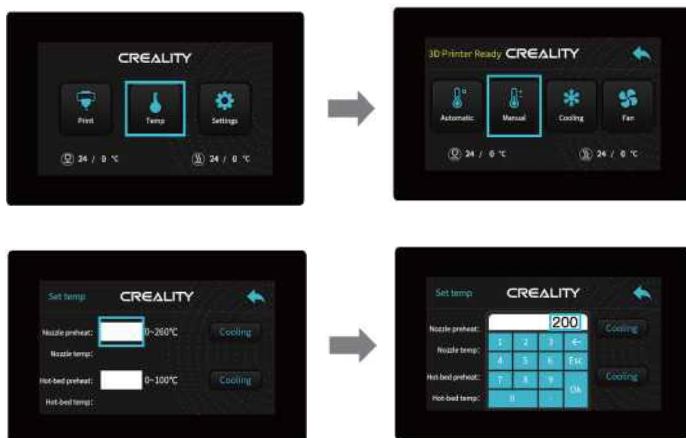 CREALITY
Print Temp Settings
24 / 0 °C 24 / 0 °C
3D Printer Ready CREALITY
Automatic Manual Cooling Fan
24 / 0 °C 24 / 0 °C
Set temp CREALITY
Nozzle preheat: 0~260°C Cooling
Nozzle temp:
Hot-bed preheat: 0~100°C Cooling
Hot-bed temp:
Set temp CREALITY
200
Nozzle preheat: Cooling
1 2 3 ←
Nozzle temp:
4 5 6 Esc
Hot-bed preheat: Cooling
7 8 9 Ok
Hot-bed temp:
0 .